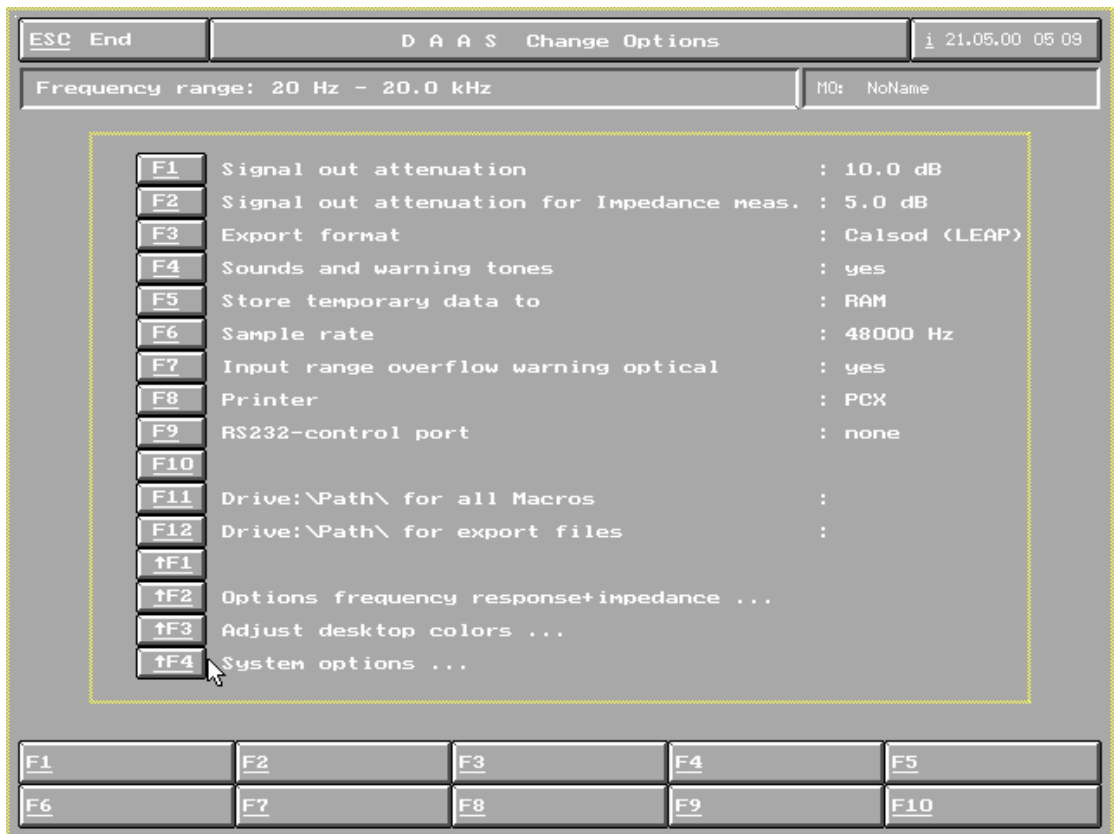 ESC End D A A S Change Options i 21.05.00 05 09
Frequency range: 20 Hz - 20.0 kHz MO: NoName
F1 Signal out attenuation : 10.0 dB
F2 Signal out attenuation for Impedance meas. : 5.0 dB
F3 Export format : Calsod (LEAP)
F4 Sounds and warning tones : yes
F5 Store temporary data to : RAM
F6 Sample rate : 48000 Hz
F7 Input range overflow warning optical : yes
F8 Printer : PCX
F9 RS232-control port : none
F10
F11 Drive:\Path\ for all Macros :
F12 Drive:\Path\ for export files :
↑F1
↑F2 Options frequency response+impedance ...
↑F3 Adjust desktop colors ...
↑F4 System options ...
F1 F2 F3 F4 F5
F6 F7 F8 F9 F10